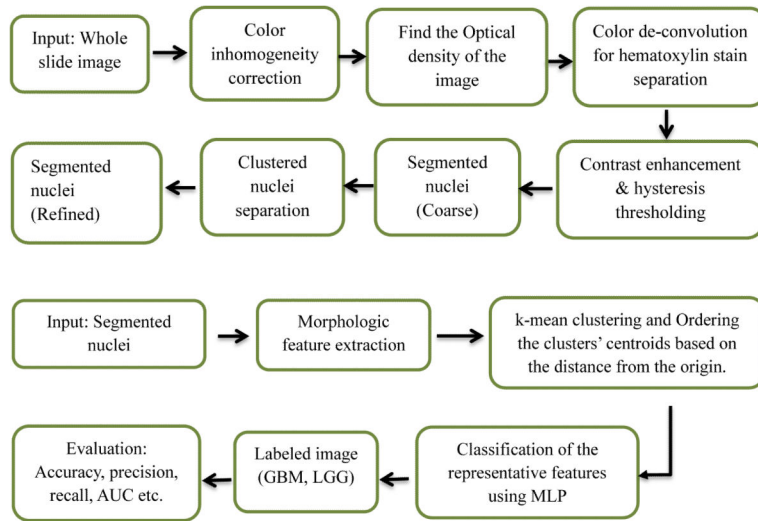 Input: Whole
slide image
Color
inhomogeneity
correction
Find the Optical
density of the
image
Color de-convolution
for hematoxylin stain
separation
Contrast enhancement
& hysteresis
thresholding
Segmented
nuclei
(Coarse)
Clustered
nuclei
separation
Segmented
nuclei
(Refined)
Input: Segmented
nuclei
Morphologic
feature extraction
k-mean clustering and Ordering
the clusters’ centroids based on
the distance from the origin.
Classification of the
representative features
using MLP
Labeled image
(GBM, LGG)
Evaluation:
Accuracy, precision,
recall, AUC etc.